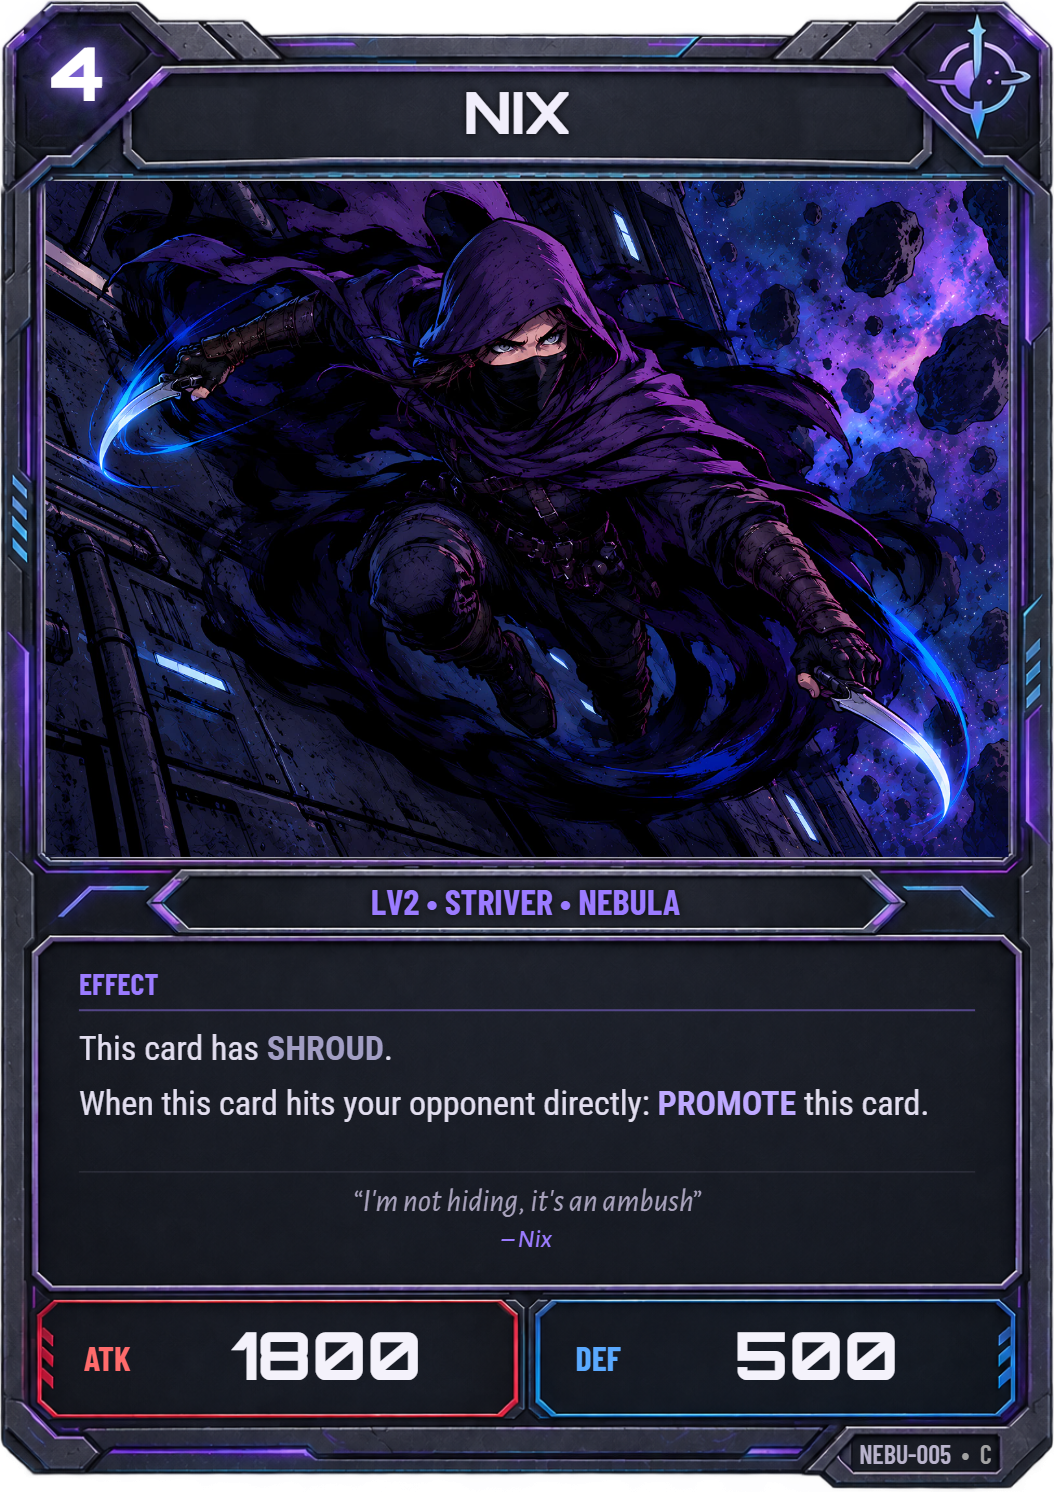 4
NIX
LV2 • STRIVER • NEBULA
EFFECT
This card has SHROUD.
When this card hits your opponent directly: PROMOTE this card.
“I'm not hiding, it's an ambush”
– Nix
ATK 1800
DEF 500
NEBU-005 • C